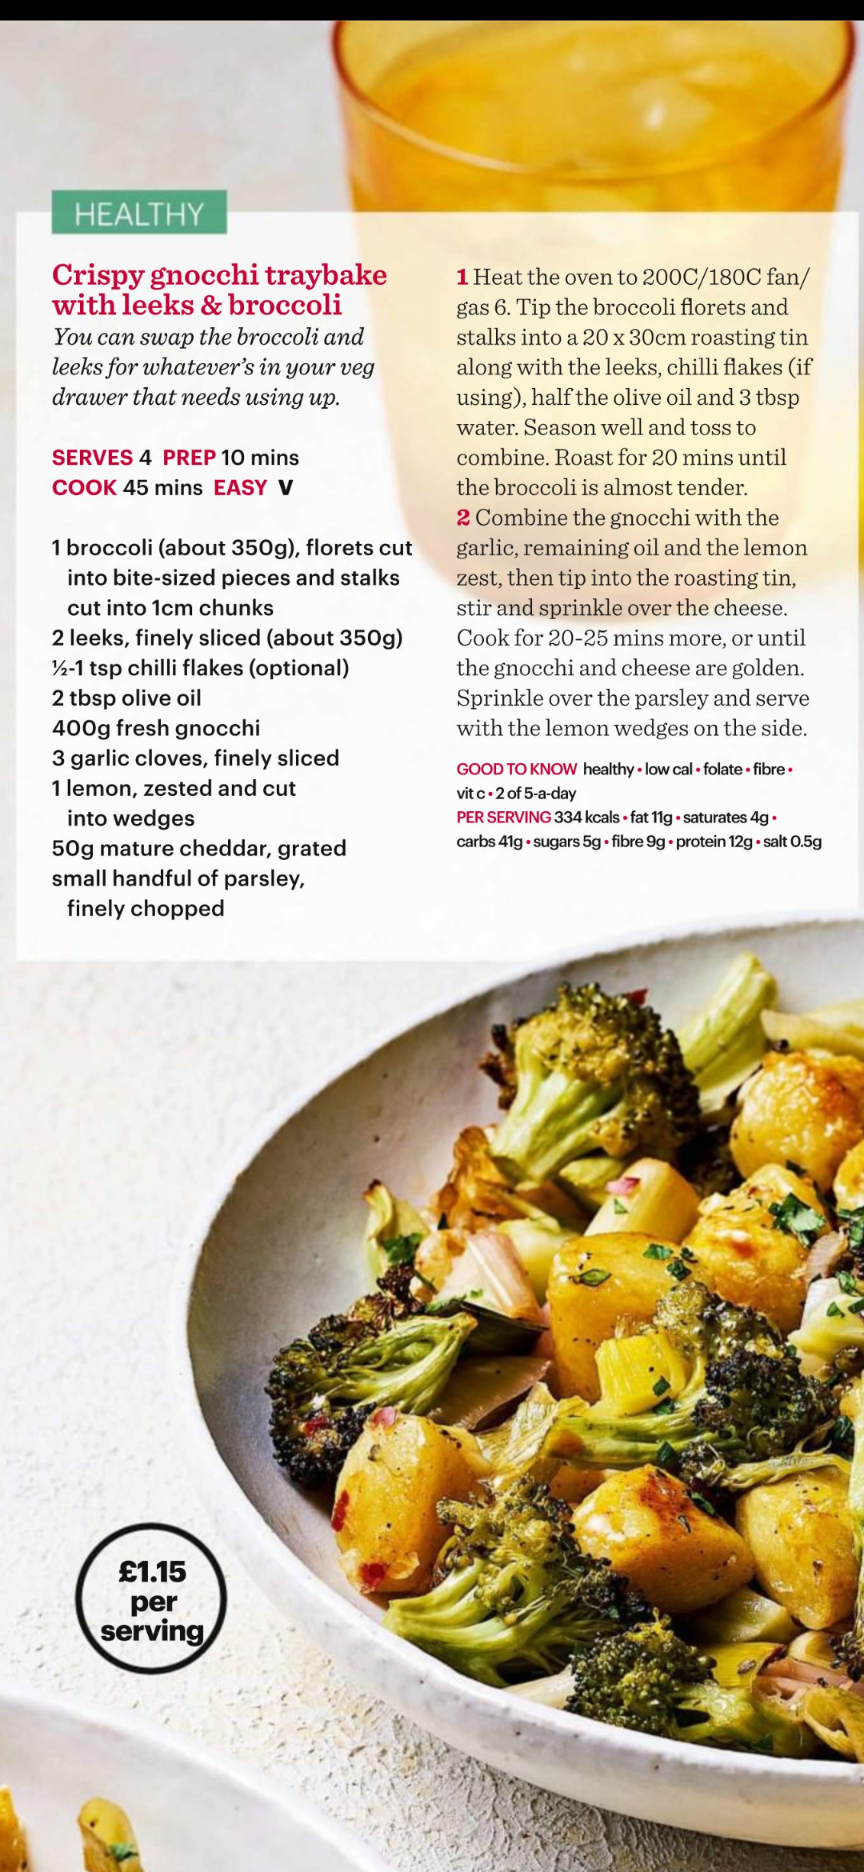 HEALTHY
Crispy gnocchi traybake
with leeks & broccoli
You can swap the broccoli and
leeks for whatever's in your veg
drawer that needs using up.
SERVES 4 PREP 10 mins
COOK 45 mins EASY V
1 broccoli (about 350g), florets cut
into bite-sized pieces and stalks
cut into 1cm chunks
2 leeks, finely sliced (about 350g)
½-1 tsp chilli flakes (optional)
2 tbsp olive oil
400g fresh gnocchi
3 garlic cloves, finely sliced
1 lemon, zested and cut
into wedges
50g mature cheddar, grated
small handful of parsley,
finely chopped
1 Heat the oven to 200C/180C fan/
gas 6. Tip the broccoli florets and
stalks into a 20 x 30cm roasting tin
along with the leeks, chilli flakes (if
using), half the olive oil and 3 tbsp
water. Season well and toss to
combine. Roast for 20 mins until
the broccoli is almost tender.
2 Combine the gnocchi with the
garlic, remaining oil and the lemon
zest, then tip into the roasting tin,
stir and sprinkle over the cheese.
Cook for 20-25 mins more, or until
the gnocchi and cheese are golden.
Sprinkle over the parsley and serve
with the lemon wedges on the side.
GOOD TO KNOW healthy • low cal • folate • fibre •
vit c • 2 of 5-a-day
PER SERVING 334 kcals • fat 11g • saturates 4g •
carbs 41g • sugars 5g • fibre 9g • protein 12g • salt 0.5g
£1.15
per
serving